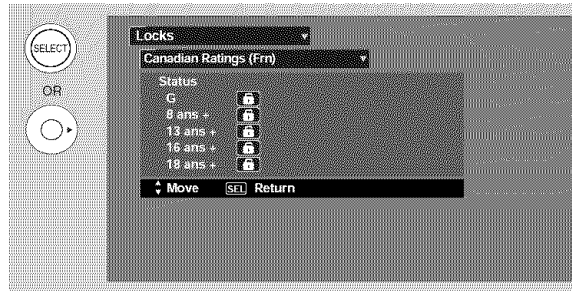 SELECT
OR
Locks
Canadian Ratings (Frn)
Status
G
8 ans +
13 ans +
16 ans +
18 ans +
Move SEL Return